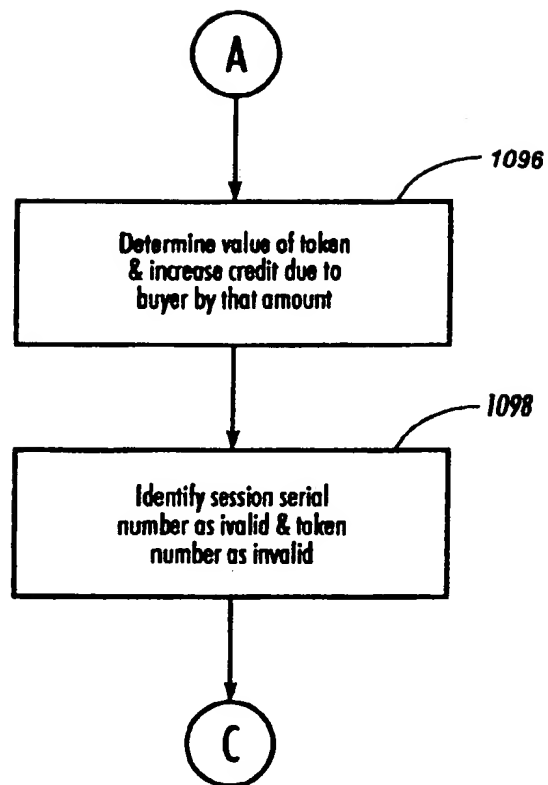 A
1096
Determine value of token
& increase credit due to
buyer by that amount
1098
Identify session serial
number as ivalid & token
number as invalid
C